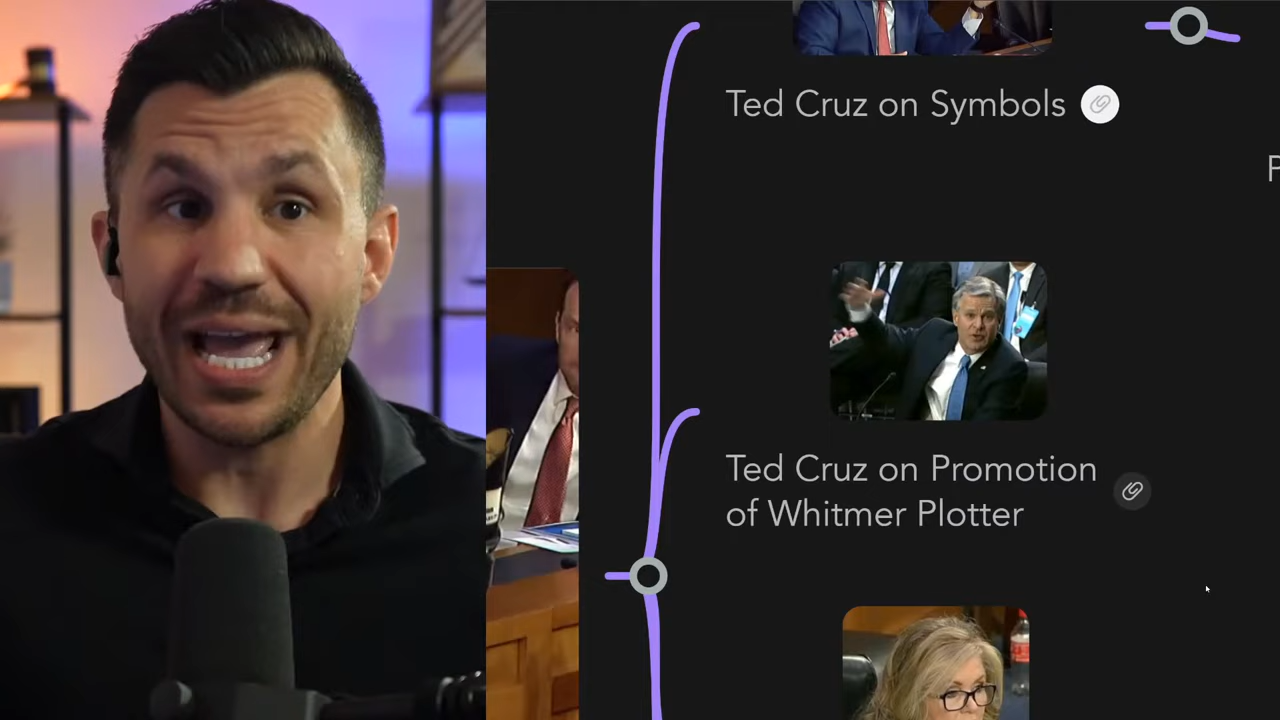 Ted Cruz on Symbols
P
Ted Cruz on Promotion
of Whitmer Plotter